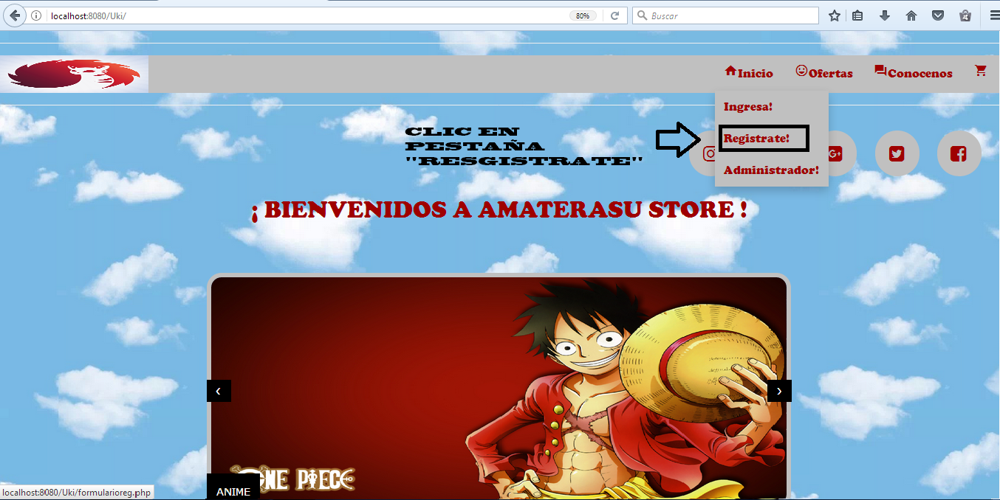 localhost:8080/Uki/
80%
Buscar
Inicio
Ofertas
Conocenos
Ingresa!
Registrate!
Administrador!
CLIC EN
PESTAÑA
"RESGISTRATE"
G+
¡ BIENVENIDOS A AMATERASU STORE !
ONE PIECE
ANIME
localhost:8080/Uki/formularioreg.php